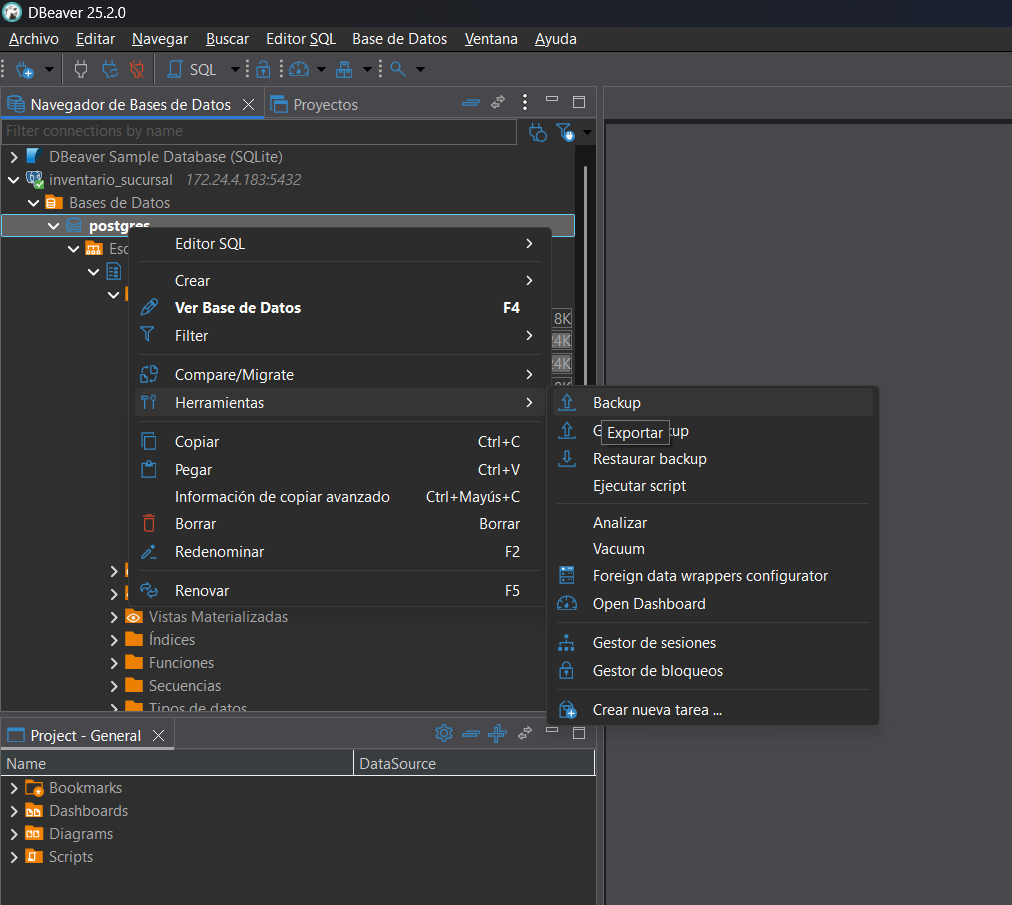 DBeaver 25.2.0
Archivo Editar Navegar Buscar Editor SQL Base de Datos Ventana Ayuda
SQL
Navegador de Bases de Datos Proyectos
Filter connections by name
DBeaver Sample Database (SQLite)
inventario_sucursal 172.24.4.183:5432
Bases de Datos
postgres
Editor SQL
Crear
Ver Base de Datos F4
8K
Filter
4K
Compare/Migrate
Herramientas
Backup
Exportar
Copiar Ctrl+C
Restaurar backup
Pegar Ctrl+V
Ejecutar script
Información de copiar avanzado Ctrl+Mayús+C
Borrar Borrar
Analizar
Redenominar F2
Vacuum
Foreign data wrappers configurator
Renovar F5
Open Dashboard
Vistas Materializadas
Índices
Gestor de sesiones
Funciones
Gestor de bloqueos
Secuencias
Tipos de datos
Crear nueva tarea ...
Project - General
Name DataSource
Bookmarks
Dashboards
Diagrams
Scripts